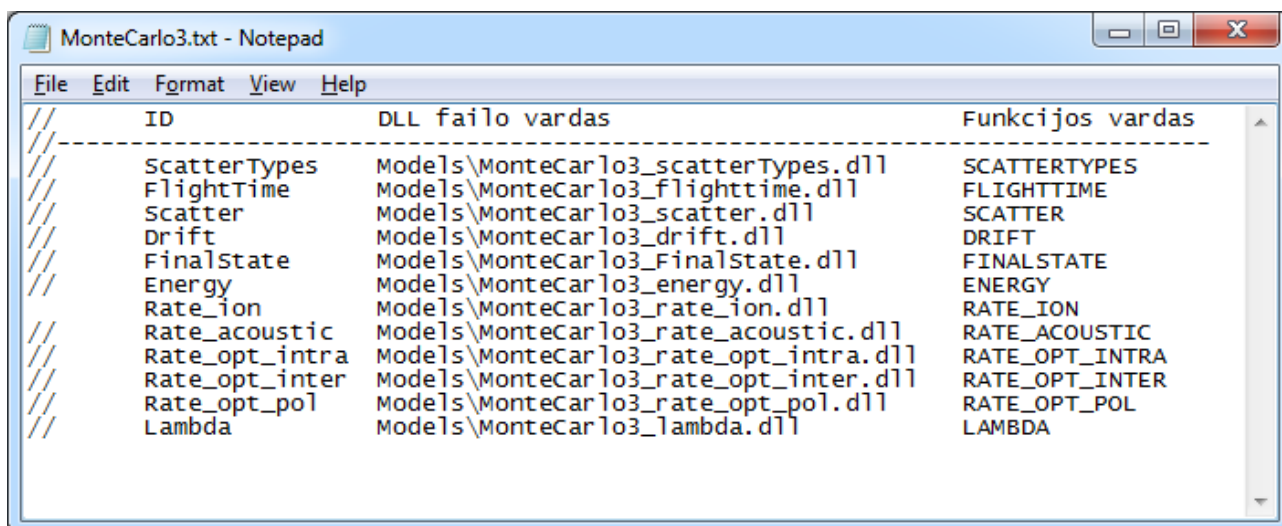 MonteCarlo3.txt - Notepad
File Edit Format View Help
// ID DLL failo vardas Funkcijos vardas
//-----------------------------------------------------------------------
// ScatterTypes Models\MonteCarlo3_scatterTypes.dll SCATTERTYPES
// FlightTime Models\MonteCarlo3_flighttime.dll FLIGHTTIME
// Scatter Models\MonteCarlo3_scatter.dll SCATTER
// Drift Models\MonteCarlo3_drift.dll DRIFT
// FinalState Models\MonteCarlo3_FinalState.dll FINALSTATE
// Energy Models\MonteCarlo3_energy.dll ENERGY
Rate_ion Models\MonteCarlo3_rate_ion.dll RATE_ION
// Rate_acoustic Models\MonteCarlo3_rate_acoustic.dll RATE_ACOUSTIC
// Rate_opt_intra Models\MonteCarlo3_rate_opt_intra.dll RATE_OPT_INTRA
// Rate_opt_inter Models\MonteCarlo3_rate_opt_inter.dll RATE_OPT_INTER
// Rate_opt_pol Models\MonteCarlo3_rate_opt_pol.dll RATE_OPT_POL
// Lambda Models\MonteCarlo3_lambda.dll LAMBDA